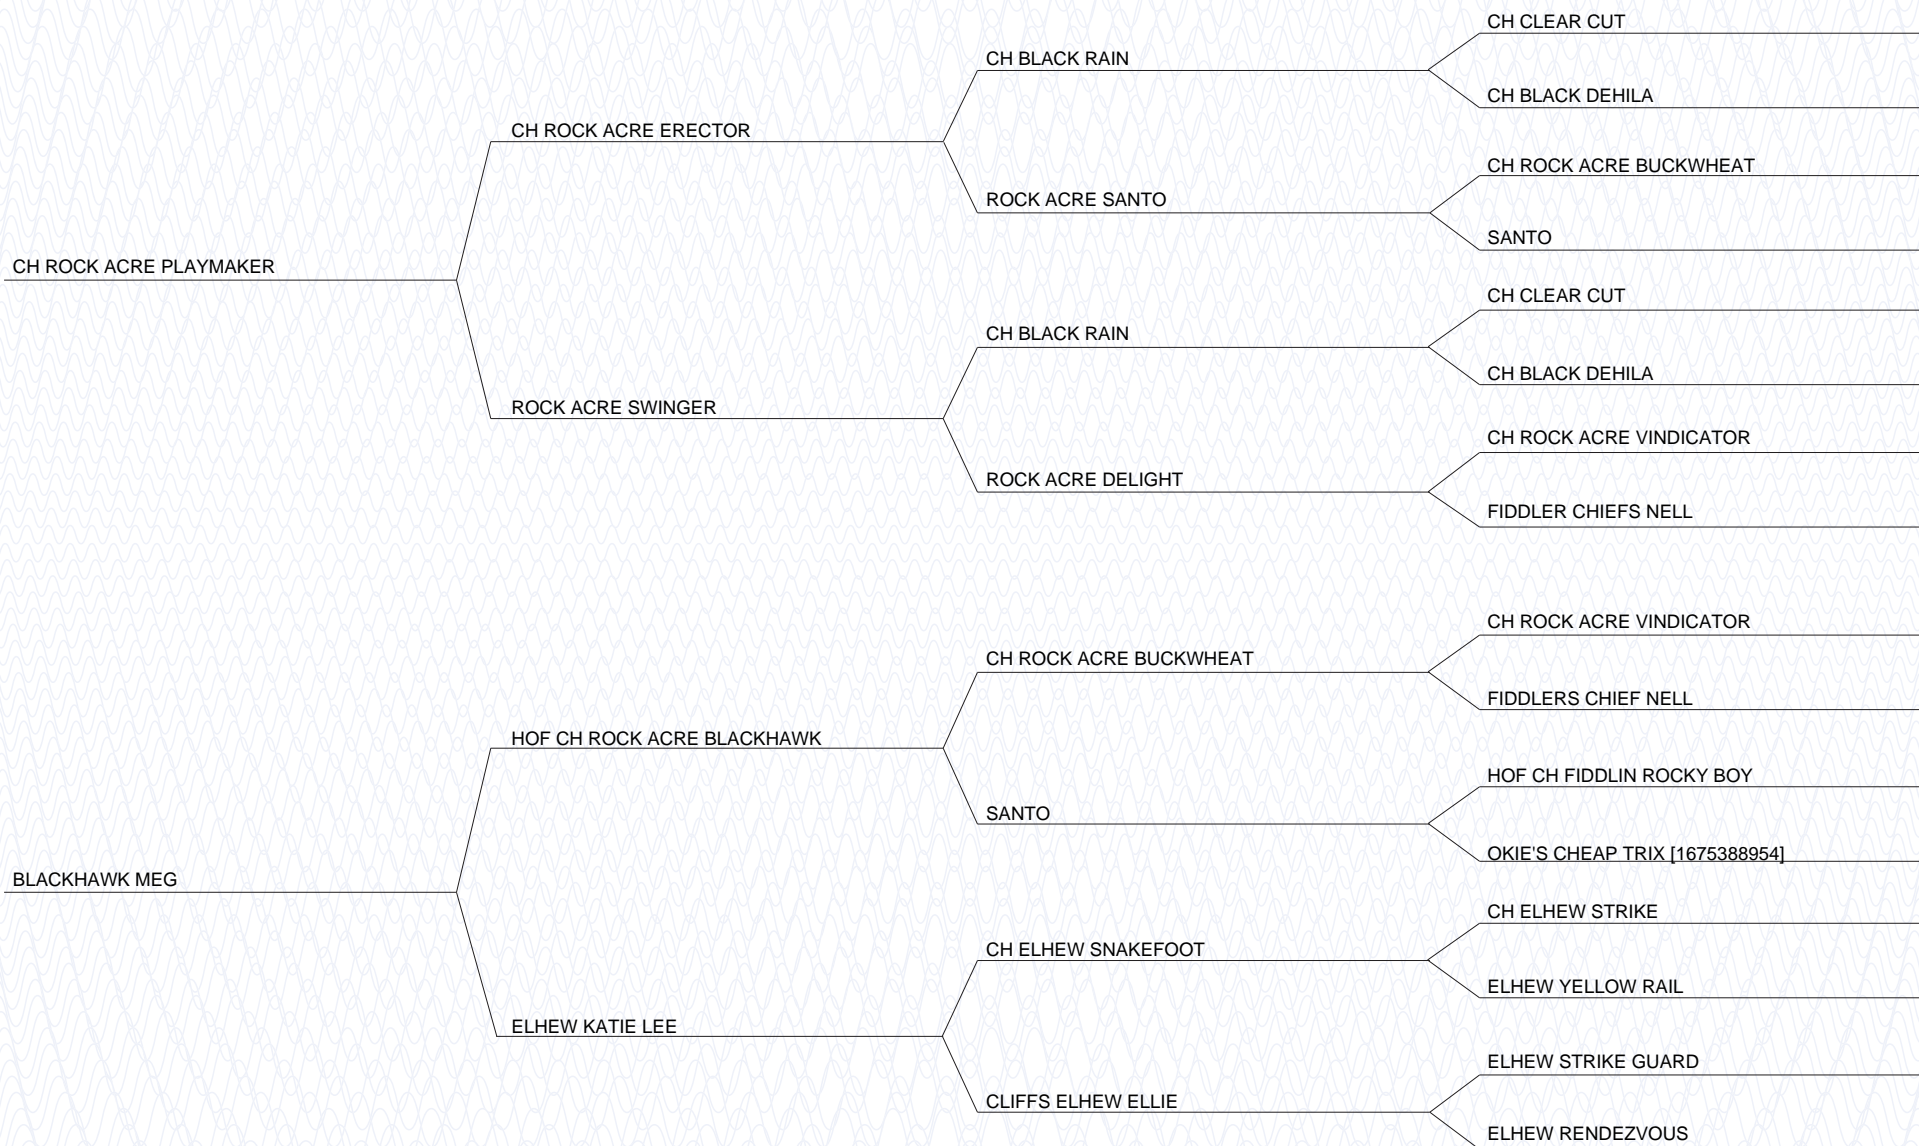 CH CLEAR CUT
CH BLACK RAIN
CH BLACK DEHILA
CH ROCK ACRE ERECTOR
CH ROCK ACRE BUCKWHEAT
ROCK ACRE SANTO
SANTO
CH ROCK ACRE PLAYMAKER
CH CLEAR CUT
CH BLACK RAIN
CH BLACK DEHILA
ROCK ACRE SWINGER
CH ROCK ACRE VINDICATOR
ROCK ACRE DELIGHT
FIDDLER CHIEFS NELL
CH ROCK ACRE VINDICATOR
CH ROCK ACRE BUCKWHEAT
FIDDLERS CHIEF NELL
HOF CH ROCK ACRE BLACKHAWK
HOF CH FIDDLIN ROCKY BOY
SANTO
OKIE'S CHEAP TRIX [1675388954]
BLACKHAWK MEG
CH ELHEW STRIKE
CH ELHEW SNAKEFOOT
ELHEW YELLOW RAIL
ELHEW KATIE LEE
ELHEW STRIKE GUARD
CLIFFS ELHEW ELLIE
ELHEW RENDEZVOUS